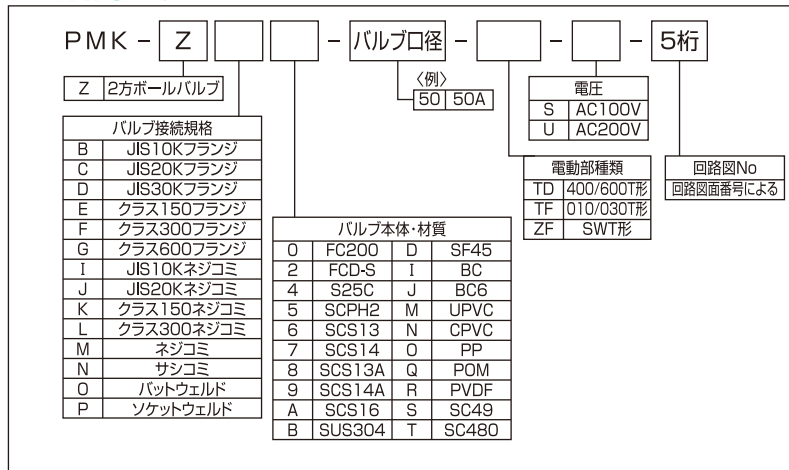 PMK - Z - バルブ口径 - - - 5桁
Z 2方ボールバルブ
〈例〉
50 50A
電圧
S AC100V
U AC200V
バルブ接続規格
B JIS10Kフランジ
C JIS20Kフランジ
D JIS30Kフランジ
E クラス150フランジ
F クラス300フランジ
G クラス600フランジ
I JIS10Kネジコミ
J JIS20Kネジコミ
K クラス150ネジコミ
L クラス300ネジコミ
M ネジコミ
N サシコミ
O バットウェルド
P ソケットウェルド
電動部種類
TD 400/600T形
TF 010/030T形
ZF SWT形
回路図No
回路図面番号による
バルブ本体・材質
0 FC200 D SF45
2 FCD-S I BC
4 S25C J BC6
5 SCPH2 M UPVC
6 SCS13 N CPVC
7 SCS14 O PP
8 SCS13A Q POM
9 SCS14A R PVDF
A SCS16 S SC49
B SUS304 T SC480